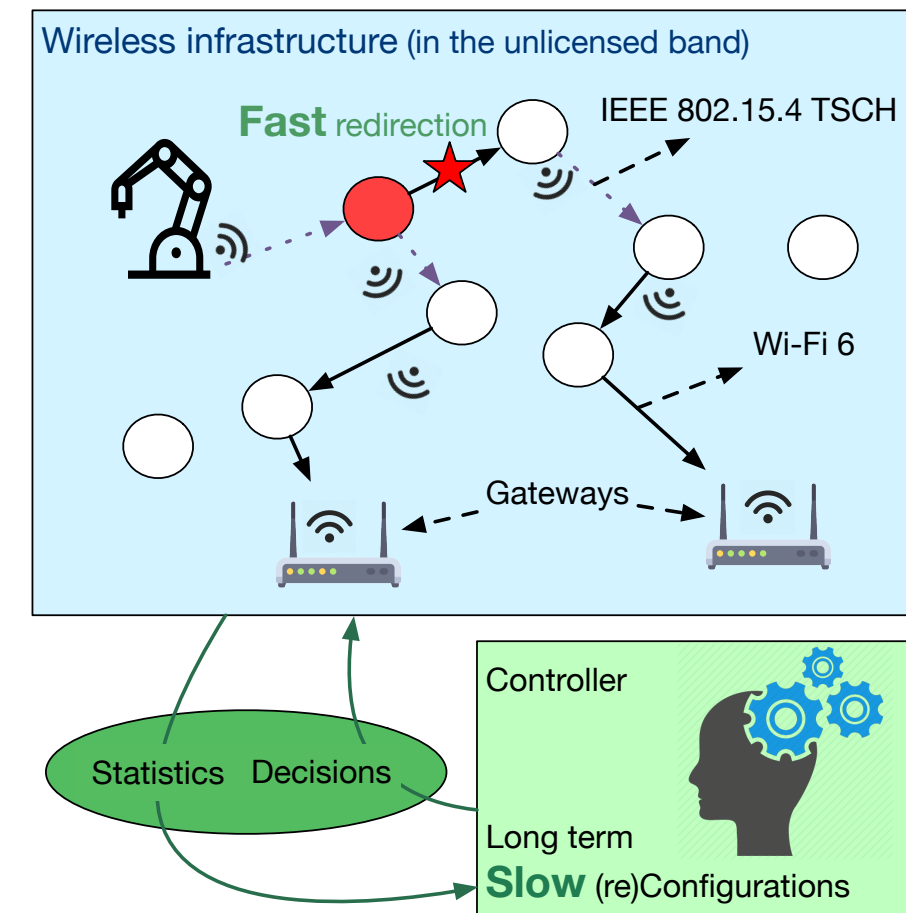 Wireless infrastructure (in the unlicensed band)
IEEE 802.15.4 TSCH
Fast redirection
Wi-Fi 6
Gateways
Controller
Statistics Decisions
Long term
Slow (re)Configurations